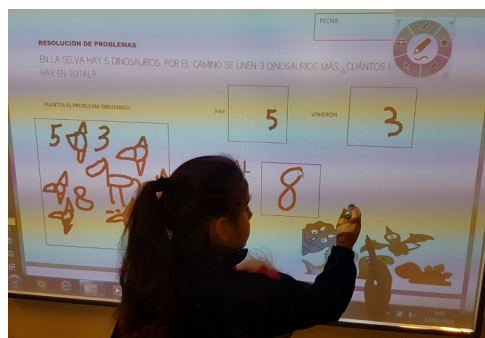 FECHA:
RESOLUCIÓN DE PROBLEMAS
EN LA SELVA HAY 5 DINOSAURIOS. POR EL CAMINO SE UNEN 3 DINOSAURIOS MÁS ¿CUÁNTOS
HAY EN TOTAL?
PLANTEA EL PROBLEMA DIBUJANDO
HAY 5 VINIERON 3
5 3
8
8